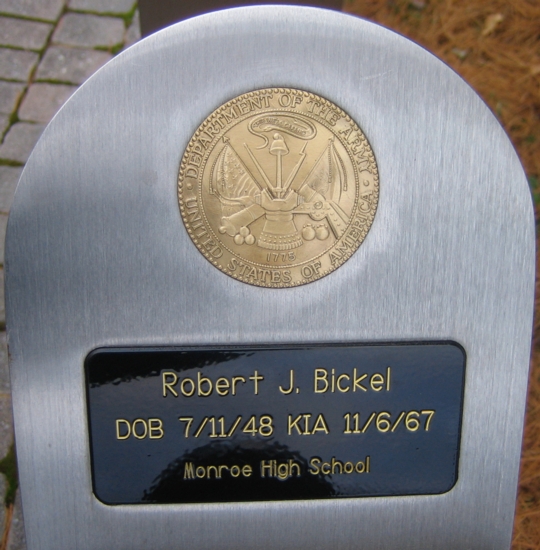 DEPARTMENT OF THE ARMY
UNITED STATES OF AMERICA
1775
Robert J. Bickel
DOB 7/11/48 KIA 11/6/67
Monroe High School